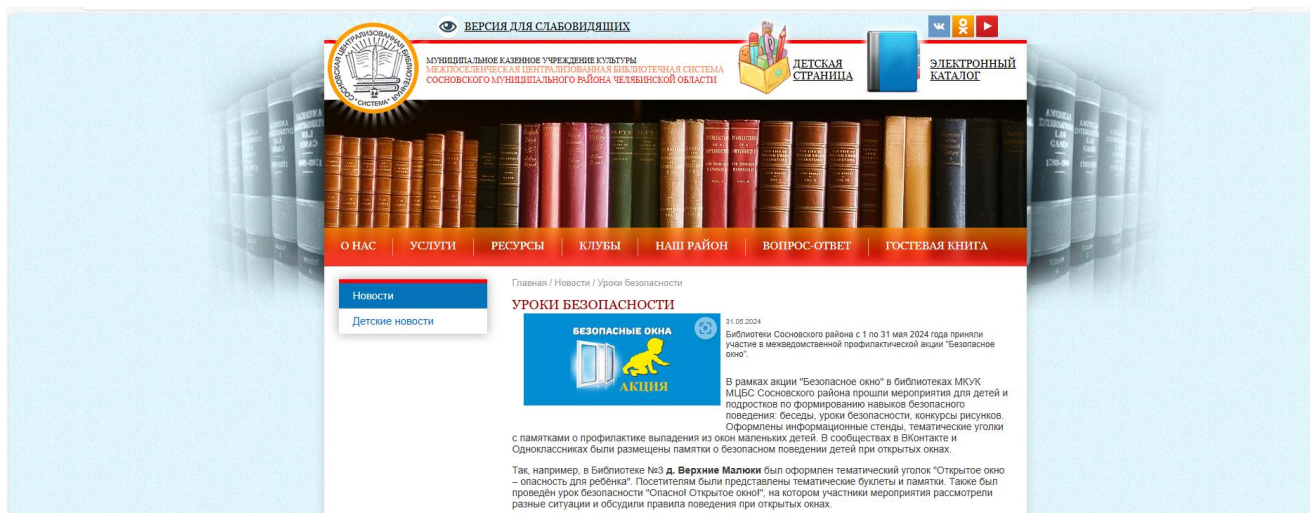 ВЕРСИЯ ДЛЯ СЛАБОВИДЯЩИХ
СОСНОВСКАЯ ЦЕНТРАЛИЗОВАННАЯ БИБЛИОТЕЧНАЯ СИСТЕМА
МУНИЦИПАЛЬНОЕ КАЗЕННОЕ УЧРЕЖДЕНИЕ КУЛЬТУРЫ
МЕЖПОСЕЛЕНЧЕСКАЯ ЦЕНТРАЛИЗОВАННАЯ БИБЛИОТЕЧНАЯ СИСТЕМА
СОСНОВСКОГО МУНИЦИПАЛЬНОГО РАЙОНА ЧЕЛЯБИНСКОЙ ОБЛАСТИ
ДЕТСКАЯ
СТРАНИЦА
ЭЛЕКТРОННЫЙ
КАТАЛОГ
О НАС
УСЛУГИ
РЕСУРСЫ
КЛУБЫ
НАШ РАЙОН
ВОПРОС-ОТВЕТ
ГОСТЕВАЯ КНИГА
Новости
Детские новости
Главная / Новости / Уроки безопасности
УРОКИ БЕЗОПАСНОСТИ
БЕЗОПАСНЫЕ ОКНА
АКЦИЯ
31.05.2024
Библиотеки Сосновского района с 1 по 31 мая 2024 года приняли
участие в межведомственной профилактической акции "Безопасное
окно".
В рамках акции "Безопасное окно" в библиотеках МКУК
МЦБС Сосновского района прошли мероприятия для детей и
подростков по формированию навыков безопасного
поведения: беседы, уроки безопасности, конкурсы рисунков.
Оформлены информационные стенды, тематические уголки
с памятками о профилактике выпадения из окон маленьких детей. В сообществах в ВКонтакте и
Одноклассниках были размещены памятки о безопасном поведении детей при открытых окнах.
Так, например, в Библиотеке №3 д. Верхние Малюки был оформлен тематический уголок "Открытое окно
– опасность для ребёнка". Посетителям были представлены тематические буклеты и памятки. Также был
проведён урок безопасности "Опасно! Открытое окно!", на котором участники мероприятия рассмотрели
разные ситуации и обсудили правила поведения при открытых окнах.